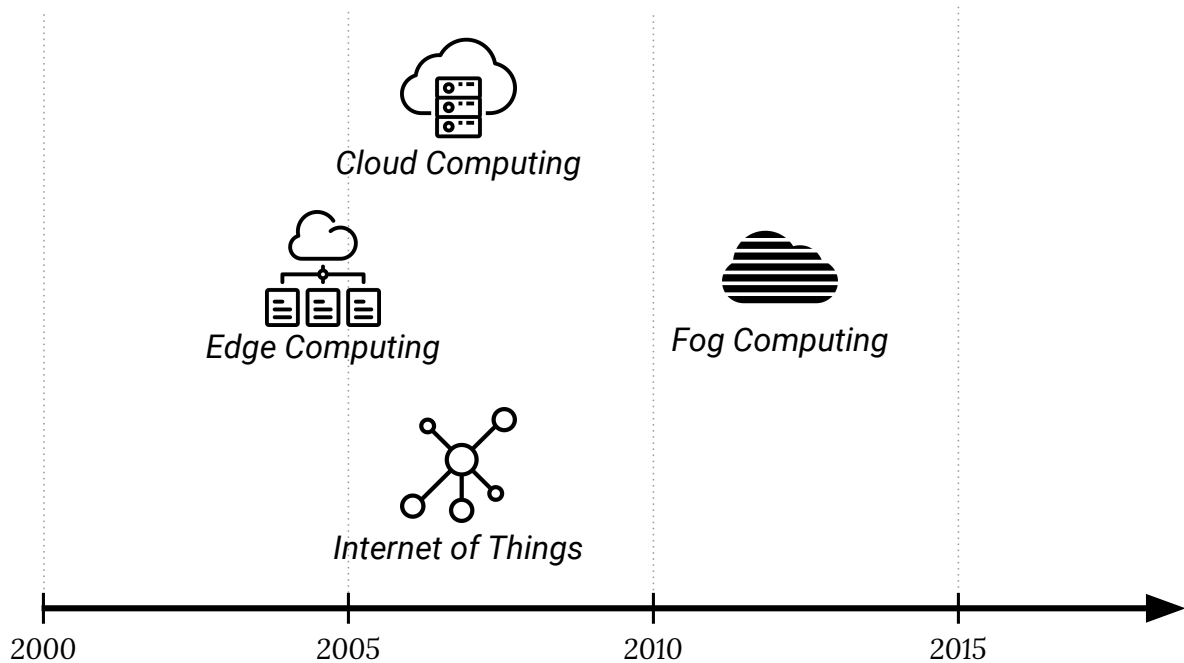 Cloud Computing
Edge Computing
Fog Computing
Internet of Things
2000 2005 2010 2015